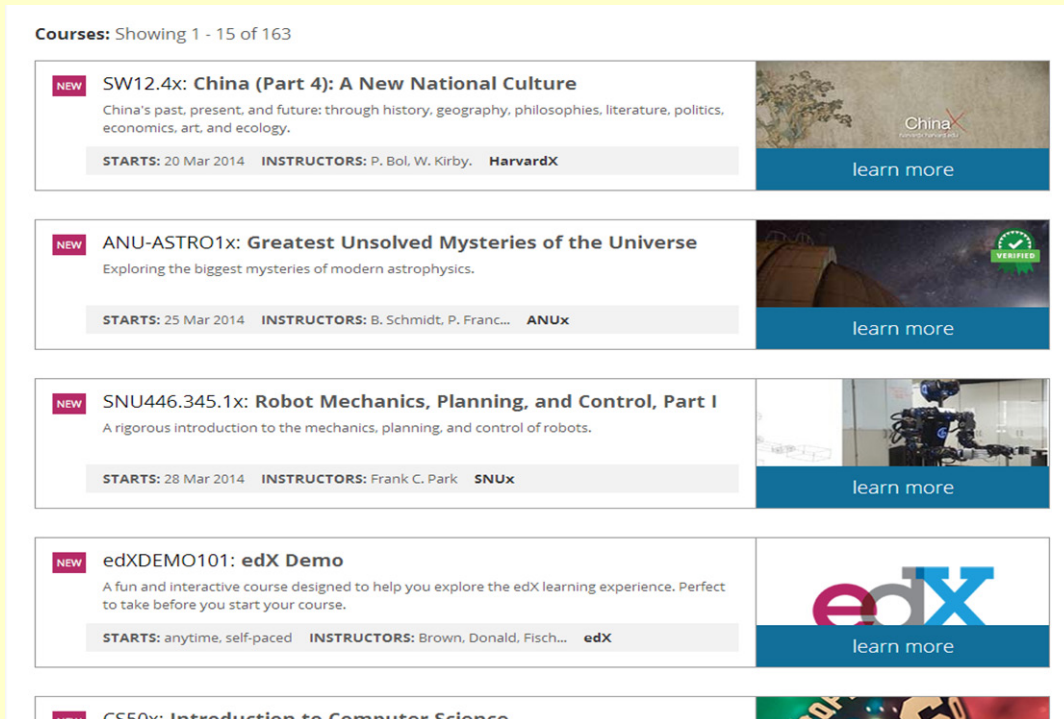 Courses: Showing 1 - 15 of 163
NEW SW12.4x: China (Part 4): A New National Culture
China's past, present, and future: through history, geography, philosophies, literature, politics,
economics, art, and ecology.
STARTS: 20 Mar 2014 INSTRUCTORS: P. Bol, W. Kirby. HarvardX
ChinaX
learn more
NEW ANU-ASTRO1x: Greatest Unsolved Mysteries of the Universe
Exploring the biggest mysteries of modern astrophysics.
STARTS: 25 Mar 2014 INSTRUCTORS: B. Schmidt, P. Franc... ANUx
VERIFIED
learn more
NEW SNU446.345.1x: Robot Mechanics, Planning, and Control, Part I
A rigorous introduction to the mechanics, planning, and control of robots.
STARTS: 28 Mar 2014 INSTRUCTORS: Frank C. Park SNUx
learn more
NEW edXDEMO101: edX Demo
A fun and interactive course designed to help you explore the edX learning experience. Perfect
to take before you start your course.
STARTS: anytime, self-paced INSTRUCTORS: Brown, Donald, Fisch... edX
edX
learn more
NEW CS50x: Introduction to Computer Science